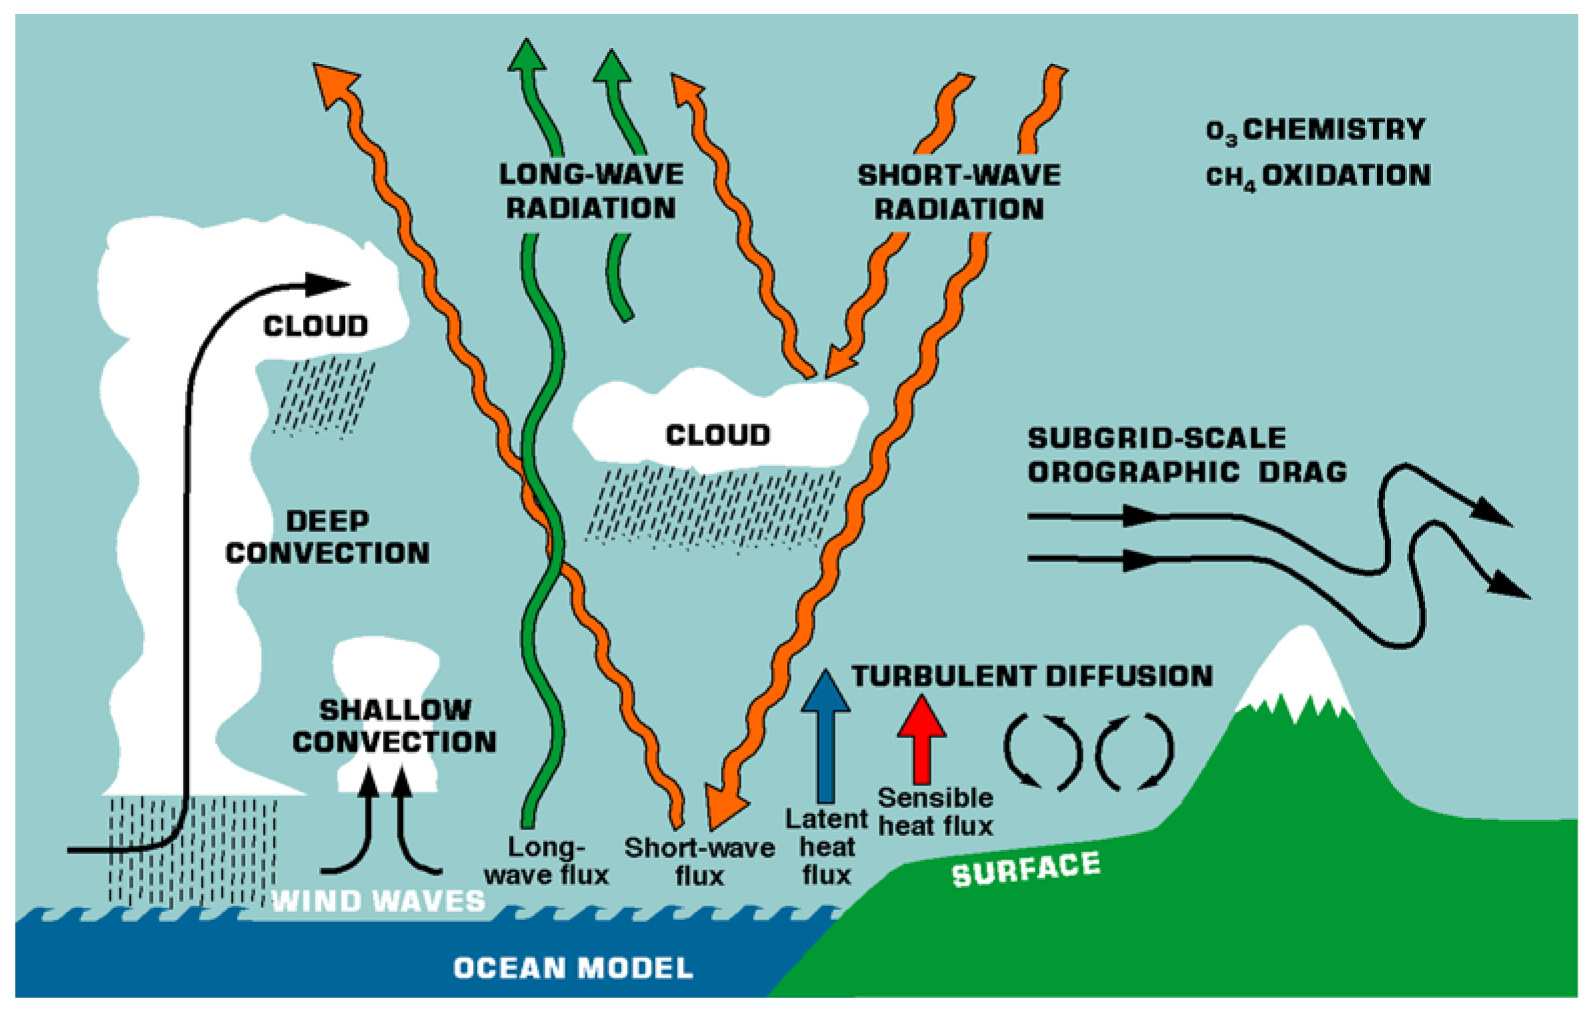 LONG-WAVE
RADIATION
SHORT-WAVE
RADIATION
O3 CHEMISTRY
CH4 OXIDATION
CLOUD
CLOUD
SUBGRID-SCALE
OROGRAPHIC DRAG
DEEP
CONVECTION
SHALLOW
CONVECTION
TURBULENT DIFFUSION
Long-
wave flux
Short-wave
flux
Latent
heat
flux
Sensible
heat flux
SURFACE
WIND WAVES
OCEAN MODEL